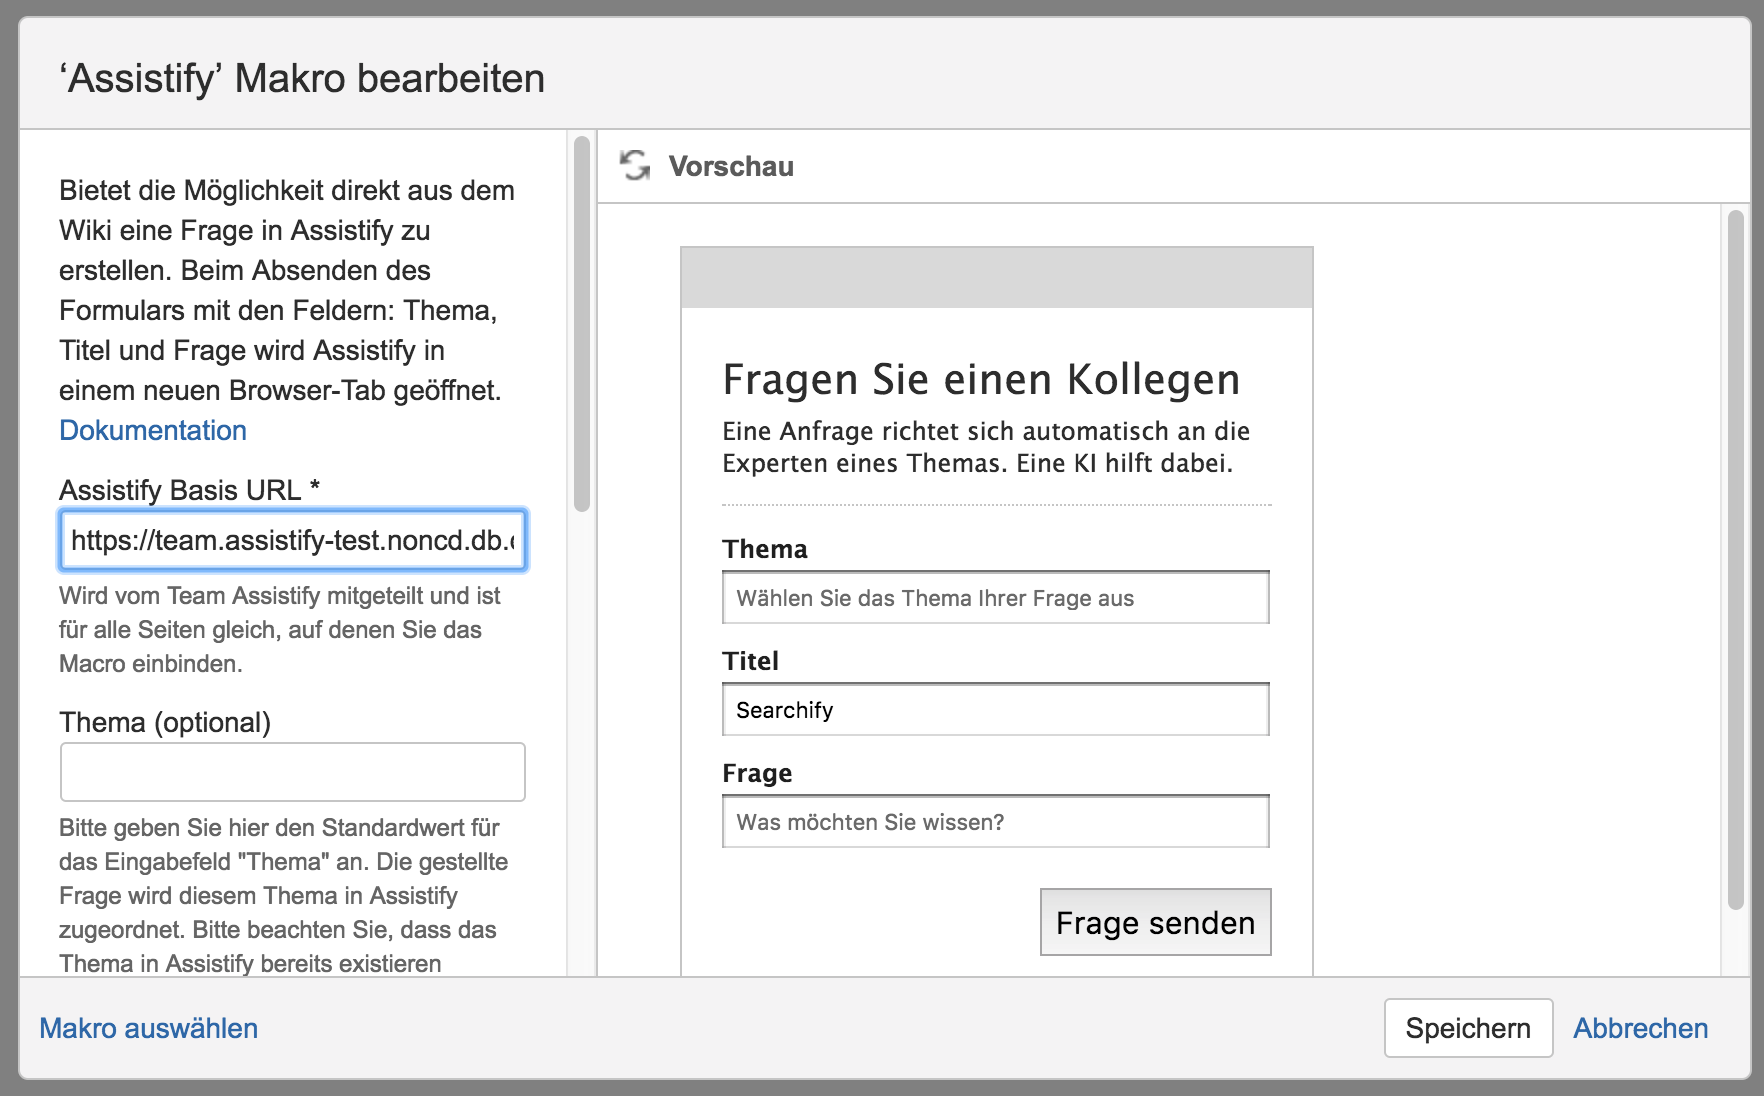 ‘Assistify’ Makro bearbeiten
Bietet die Möglichkeit direkt aus dem
Wiki eine Frage in Assistify zu
erstellen. Beim Absenden des
Formulars mit den Feldern: Thema,
Titel und Frage wird Assistify in
einem neuen Browser-Tab geöffnet.
Dokumentation
Assistify Basis URL *
https://team.assistify-test.noncd.db.
Wird vom Team Assistify mitgeteilt und ist
für alle Seiten gleich, auf denen Sie das
Macro einbinden.
Thema (optional)
Bitte geben Sie hier den Standardwert für
das Eingabefeld "Thema" an. Die gestellte
Frage wird diesem Thema in Assistify
zugeordnet. Bitte beachten Sie, dass das
Thema in Assistify bereits existieren
Vorschau
Fragen Sie einen Kollegen
Eine Anfrage richtet sich automatisch an die
Experten eines Themas. Eine KI hilft dabei.
Thema
Wählen Sie das Thema Ihrer Frage aus
Titel
Searchify
Frage
Was möchten Sie wissen?
Frage senden
Makro auswählen
Speichern
Abbrechen